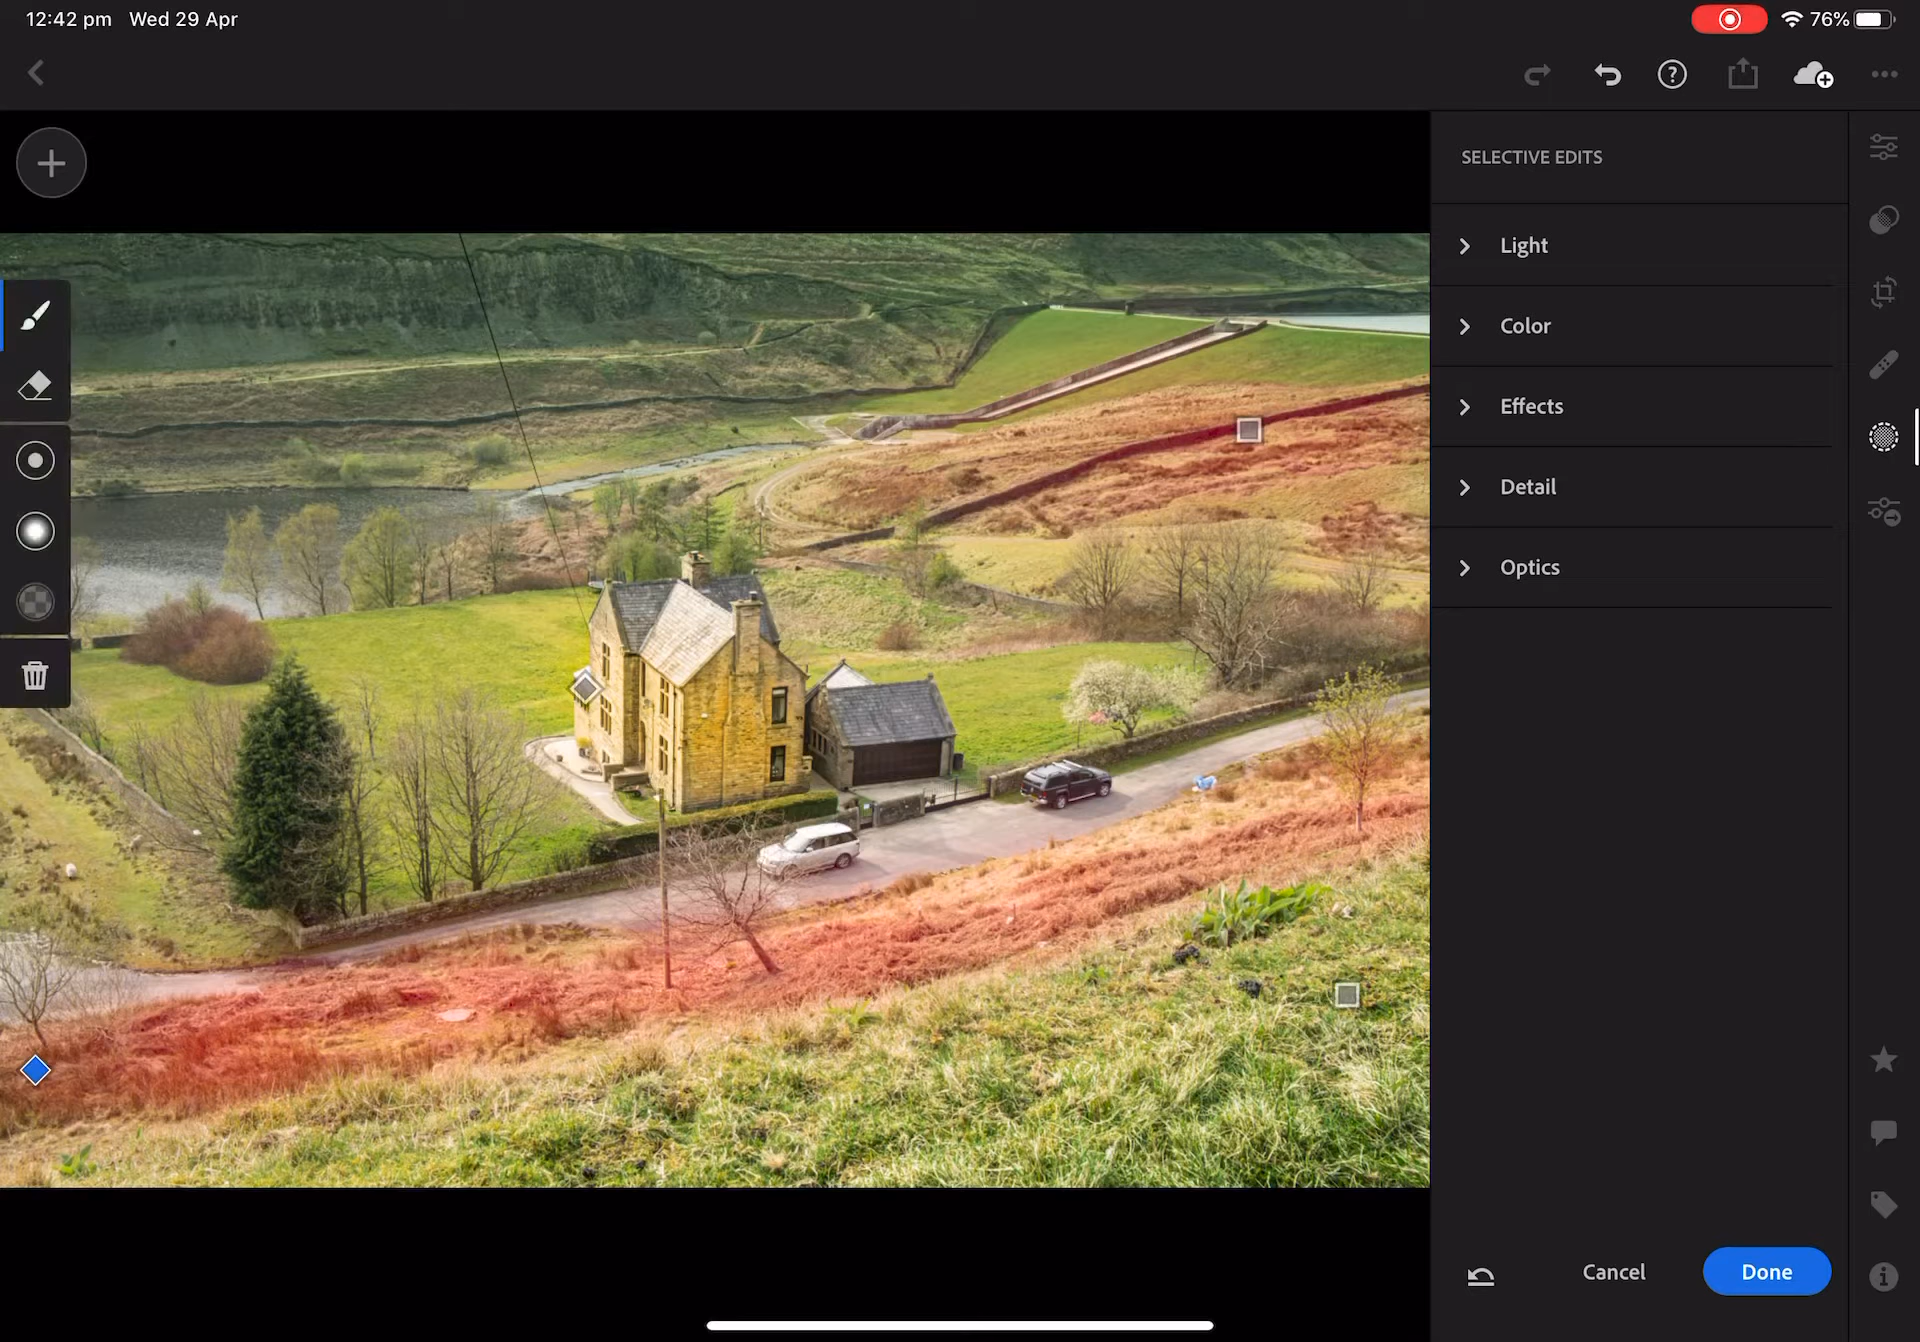 12:42 pm Wed 29 Apr
76%
SELECTIVE EDITS
Light
Color
Effects
Detail
Optics
Cancel
Done